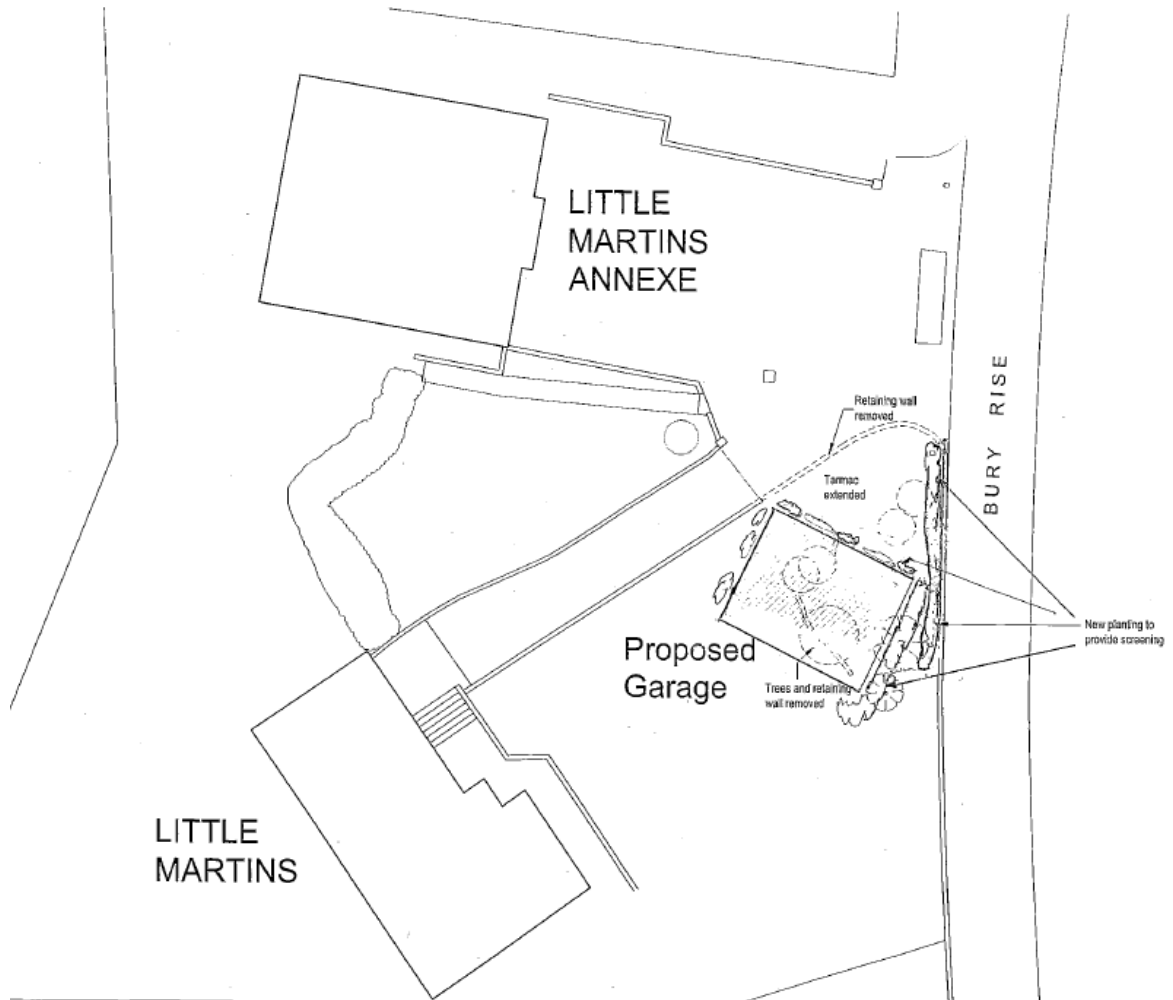 LITTLE
MARTINS
ANNEXE
Retaining wall
removed
BURY RISE
Tarmac
extended
New planting to
provide screening
Proposed
Garage
Trees and retaining
wall removed
LITTLE
MARTINS